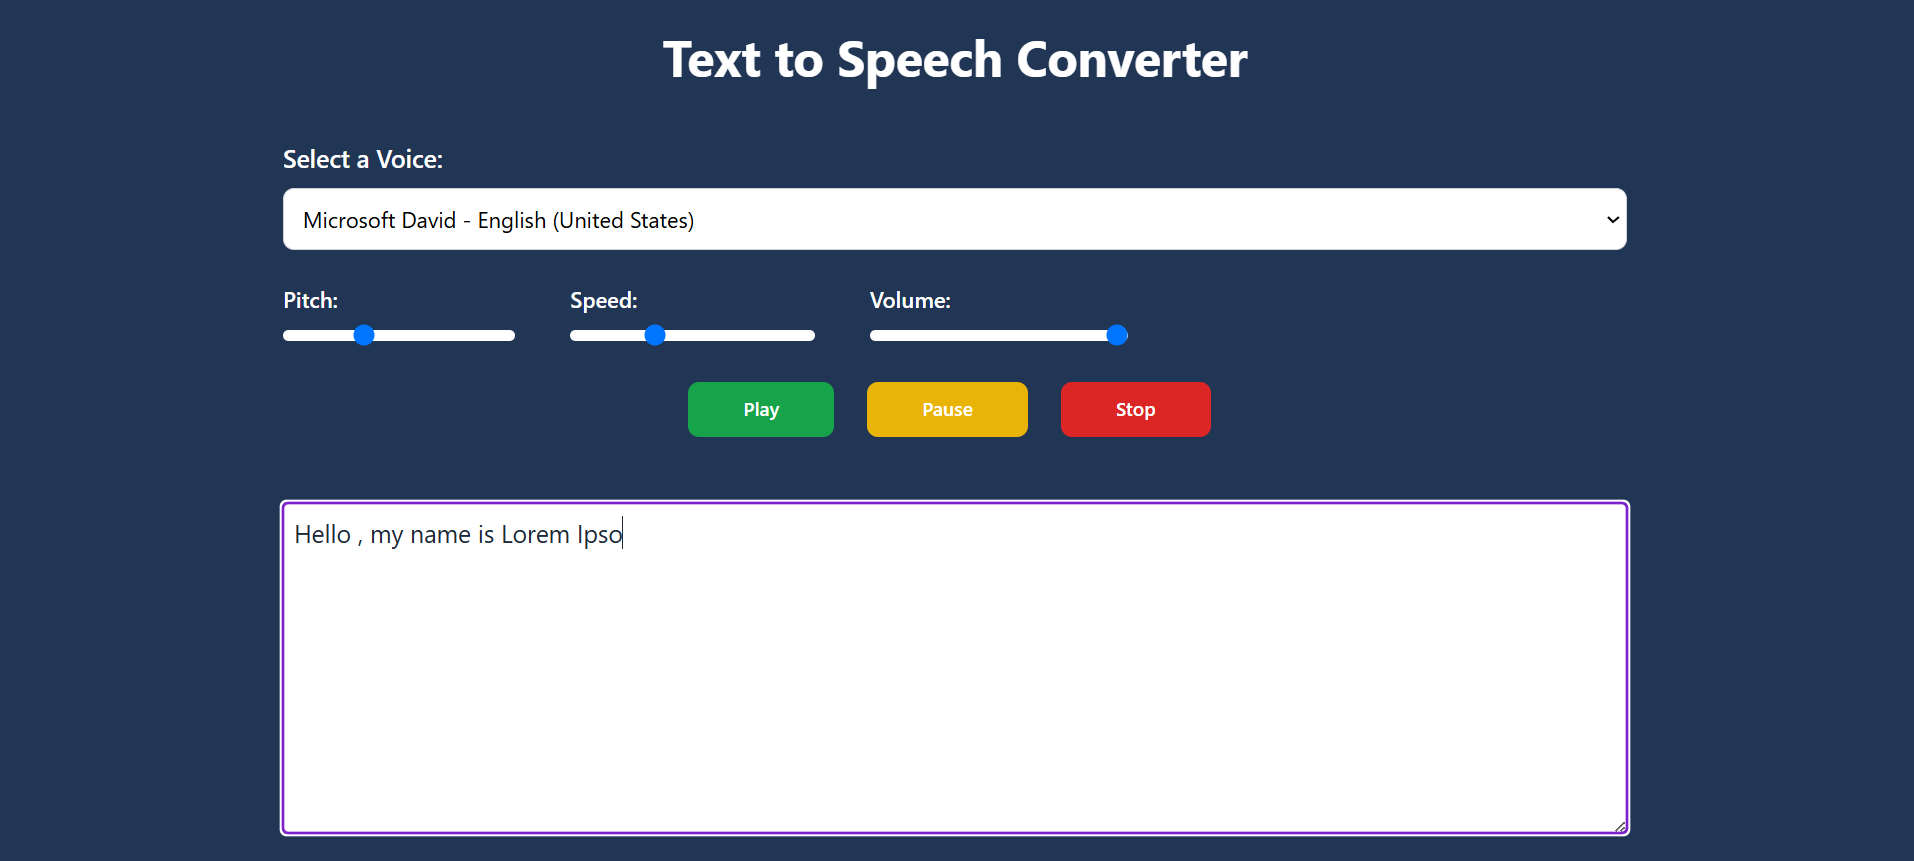 Text to Speech Converter
Select a Voice:
Microsoft David - English (United States)
Pitch: Speed: Volume:
Play Pause Stop
Hello , my name is Lorem Ipso